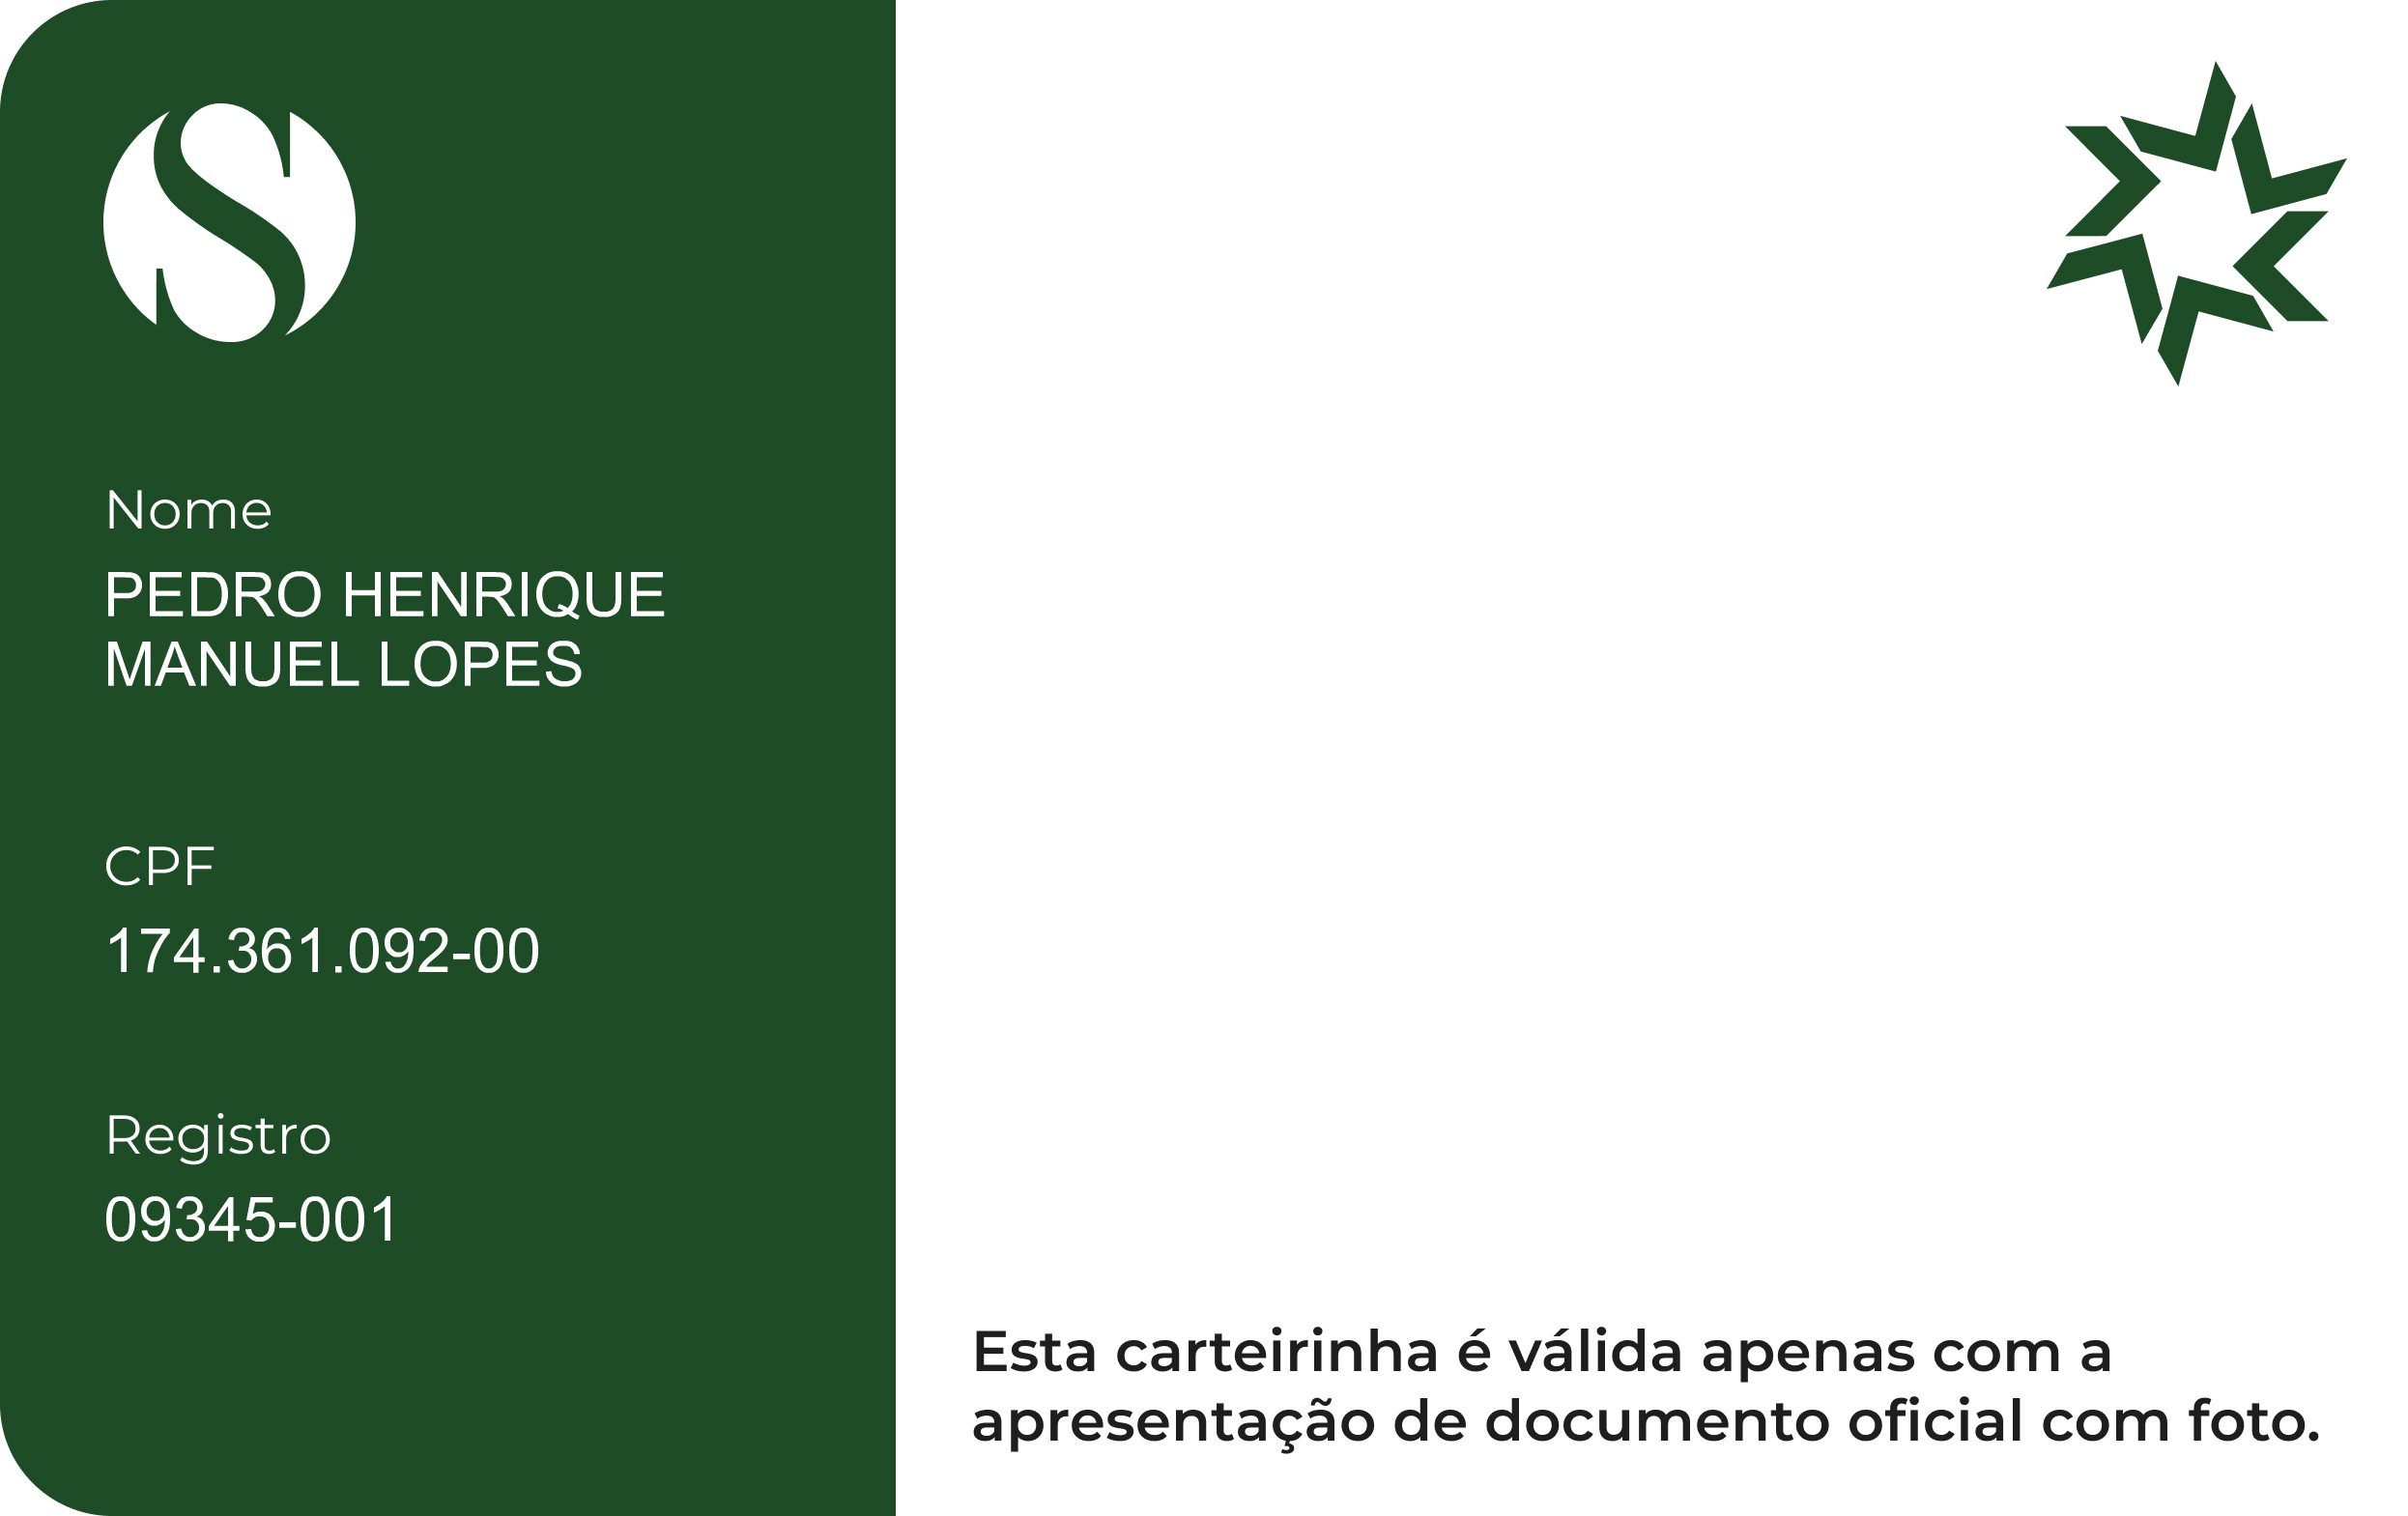 S
Nome
PEDRO HENRIQUE
MANUEL LOPES
CPF
174.361.092-00
Registro
09345-001
Esta carteirinha é válida apenas com a
apresentação de documento oficial com foto.